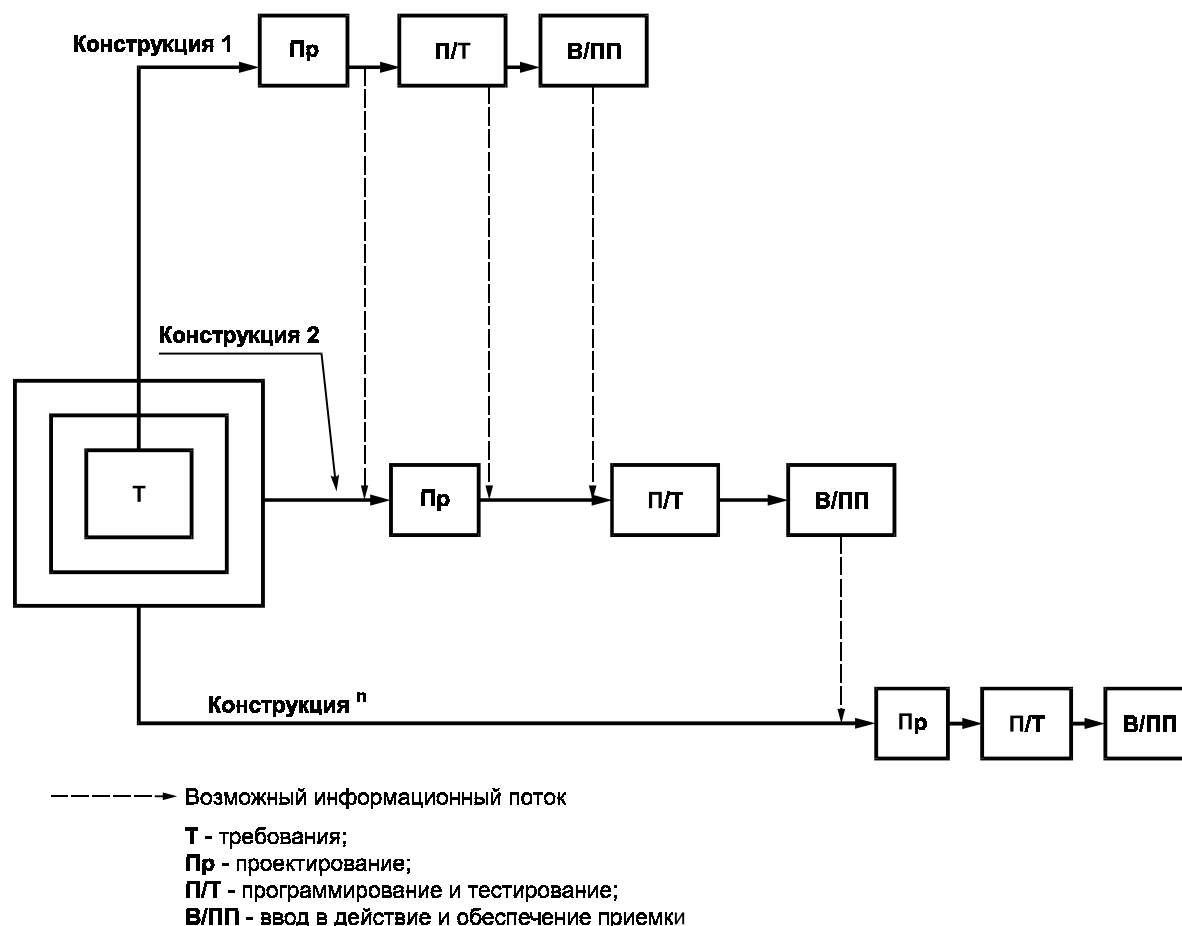 Конструкция 1
Пр
П/Т
В/ПП
Конструкция 2
Т
Пр
П/Т
В/ПП
Конструкция n
Пр
П/Т
В/ПП
Возможный информационный поток
Т - требования;
Пр - проектирование;
П/Т - программирование и тестирование;
В/ПП - ввод в действие и обеспечение приемки